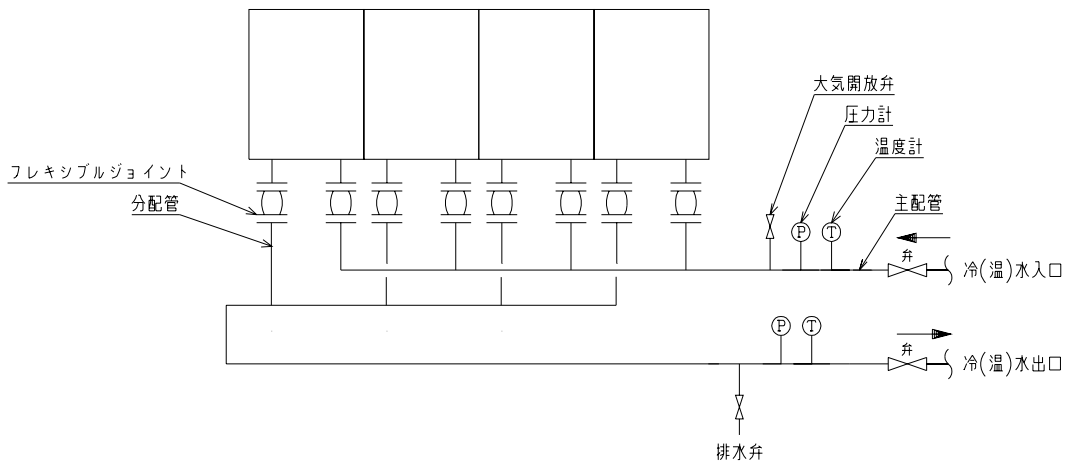 大気開放弁
圧力計
温度計
フレキシブルジョイント
分配管
主配管
P
T
弁
冷(温)水入口
P
T
弁
冷(温)水出口
排水弁